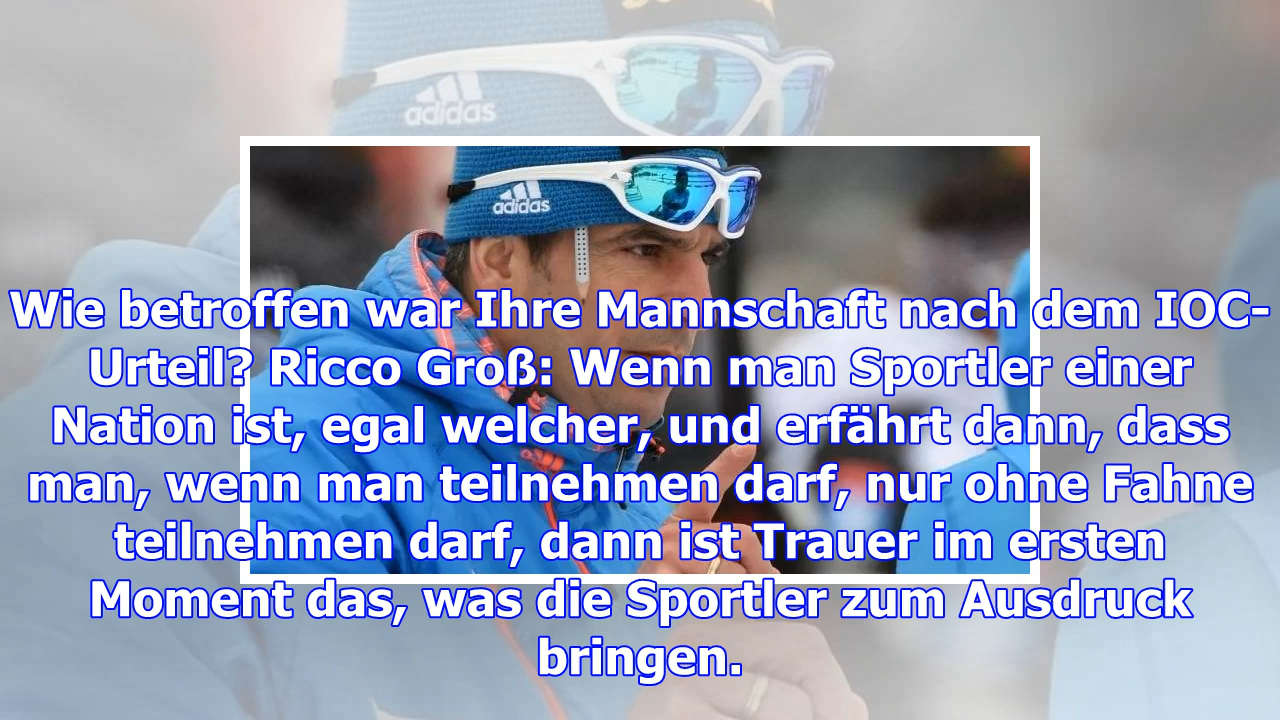 adidas
adidas
Wie betroffen war Ihre Mannschaft nach dem IOC-
Urteil? Ricco Groß: Wenn man Sportler einer
Nation ist, egal welcher, und erfährt dann, dass
man, wenn man teilnehmen darf, nur ohne Fahne
teilnehmen darf, dann ist Trauer im ersten
Moment das, was die Sportler zum Ausdruck
bringen.